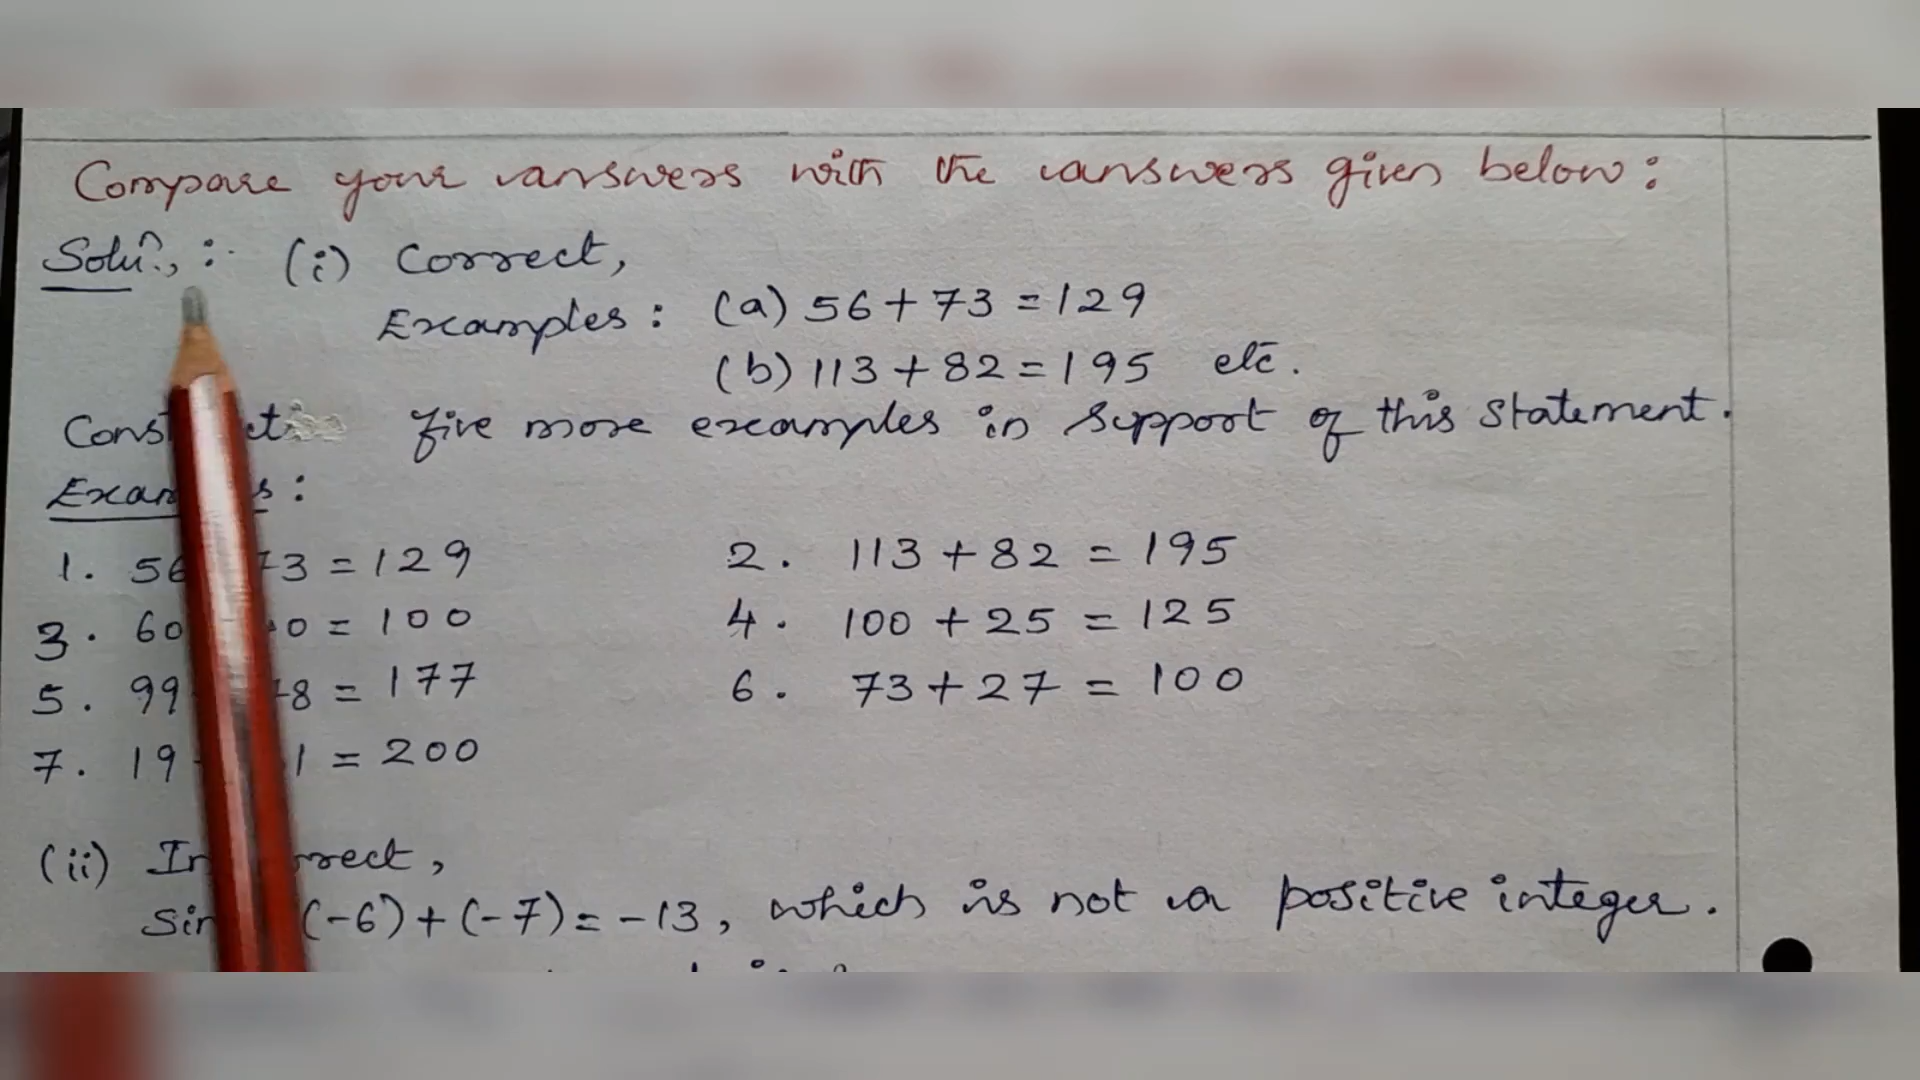 Compare your answers with the answers given below:
Soluⁿ., :- (i) Correct,
Examples: (a) 56 + 73 = 129
(b) 113 + 82 = 195 etc.
five more examples in support of this statement.
1. 3 = 129 2. 113 + 82 = 195
3. 60 0 = 100 4. 100 + 25 = 125
5. 99 8 = 177 6. 73 + 27 = 100
7. 19 1 = 200
(ii)
(-6) + (-7) = -13, which is not a positive integer.